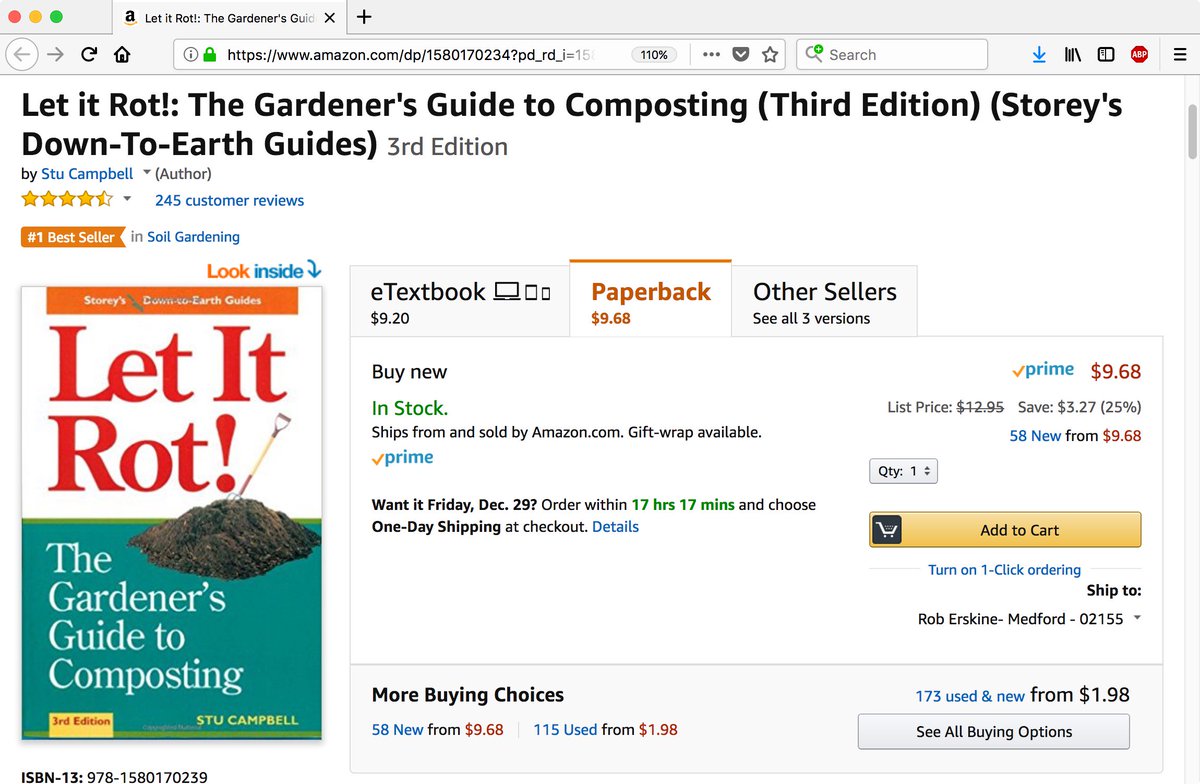 Let it Rot!: The Gardener's Guid
https://www.amazon.com/dp/1580170234?pd_rd_i=15
110%
Search
ABP
Let it Rot!: The Gardener's Guide to Composting (Third Edition) (Storey's
Down-To-Earth Guides) 3rd Edition
by Stu Campbell (Author)
245 customer reviews
#1 Best Seller in Soil Gardening
Look inside
Storey's Down-to-Earth Guides
Let It
Rot!
The
Gardener's
Guide to
Composting
3rd Edition
STU CAMPBELL
ISBN-13: 978-1580170239
eTextbook
$9.20
Paperback
$9.68
Other Sellers
See all 3 versions
Buy new
prime $9.68
In Stock.
List Price: $12.95 Save: $3.27 (25%)
Ships from and sold by Amazon.com. Gift-wrap available.
58 New from $9.68
prime
Qty: 1
Want it Friday, Dec. 29? Order within 17 hrs 17 mins and choose
One-Day Shipping at checkout. Details
Add to Cart
Turn on 1-Click ordering
Ship to:
Rob Erskine- Medford - 02155
More Buying Choices
173 used & new from $1.98
58 New from $9.68 115 Used from $1.98
See All Buying Options